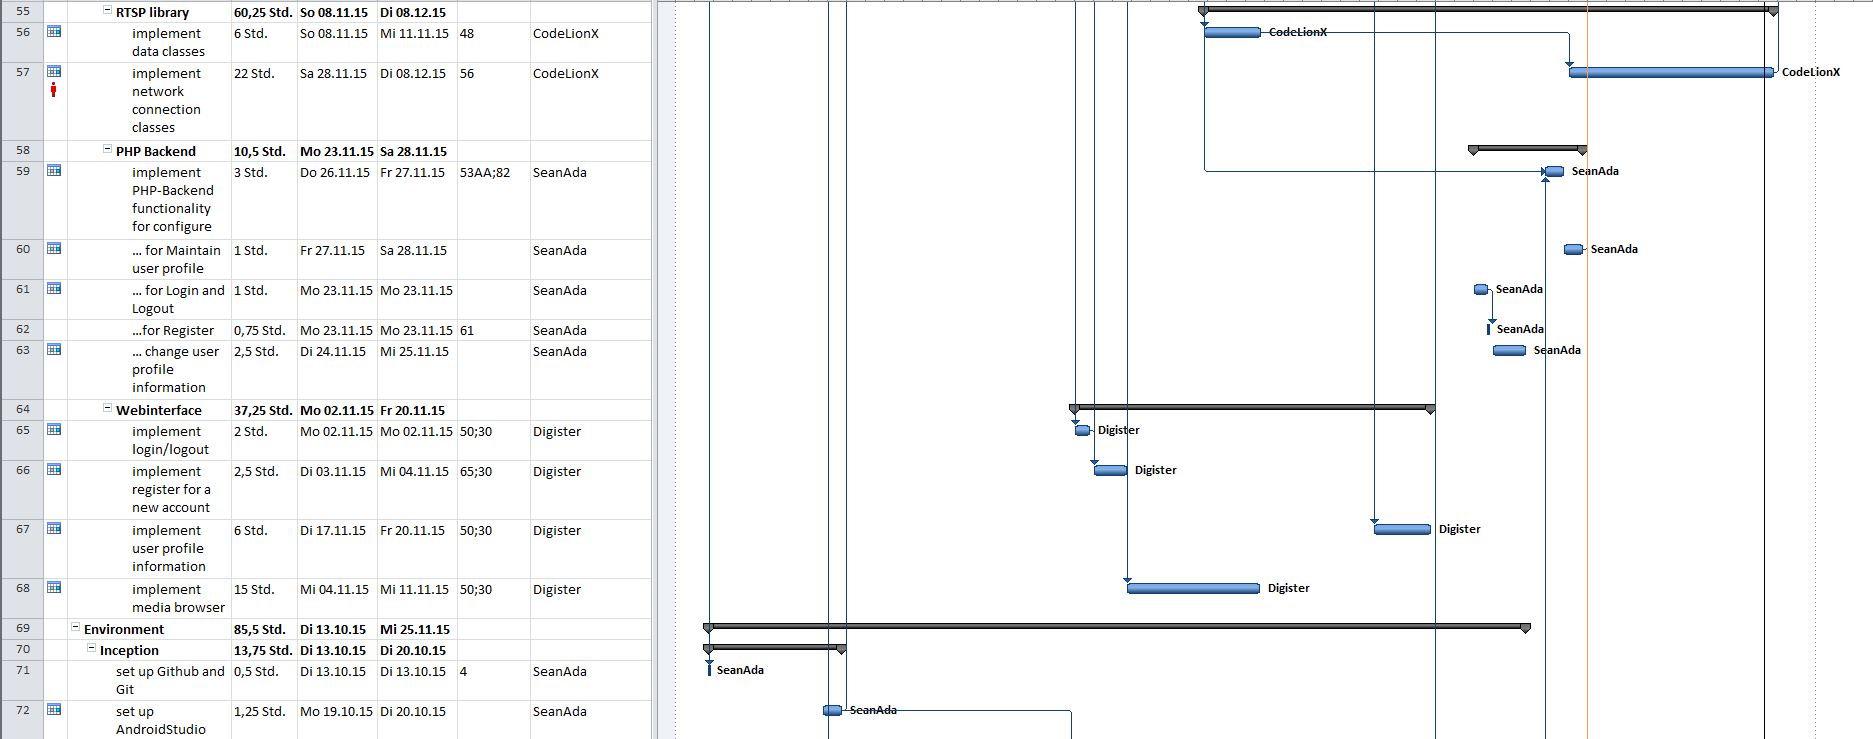 55 RTSP library 60,25 Std. So 08.11.15 Di 08.12.15
56 implement 6 Std. So 08.11.15 Mi 11.11.15 48 CodeLionX CodeLionX
data classes
57 implement 22 Std. Sa 28.11.15 Di 08.12.15 56 CodeLionX CodeLionX
network
connection
classes
58 PHP Backend 10,5 Std. Mo 23.11.15 Sa 28.11.15
59 implement 3 Std. Do 26.11.15 Fr 27.11.15 53AA;82 SeanAda SeanAda
PHP-Backend
functionality
for configure
60 ... for Maintain 1 Std. Fr 27.11.15 Sa 28.11.15 SeanAda SeanAda
user profile
61 ... for Login and 1 Std. Mo 23.11.15 Mo 23.11.15 SeanAda SeanAda
Logout
62 ...for Register 0,75 Std. Mo 23.11.15 Mo 23.11.15 61 SeanAda SeanAda
63 ... change user 2,5 Std. Di 24.11.15 Mi 25.11.15 SeanAda SeanAda
profile
information
64 Webinterface 37,25 Std. Mo 02.11.15 Fr 20.11.15
65 implement 2 Std. Mo 02.11.15 Mo 02.11.15 50;30 Digister Digister
login/logout
66 implement 2,5 Std. Di 03.11.15 Mi 04.11.15 65;30 Digister Digister
register for a
new account
67 implement 6 Std. Di 17.11.15 Fr 20.11.15 50;30 Digister Digister
user profile
information
68 implement 15 Std. Mi 04.11.15 Mi 11.11.15 50;30 Digister Digister
media browser
69 Environment 85,5 Std. Di 13.10.15 Mi 25.11.15
70 Inception 13,75 Std. Di 13.10.15 Di 20.10.15
71 set up Github and 0,5 Std. Di 13.10.15 Di 13.10.15 4 SeanAda SeanAda
Git
72 set up 1,25 Std. Mo 19.10.15 Di 20.10.15 SeanAda SeanAda
AndroidStudio